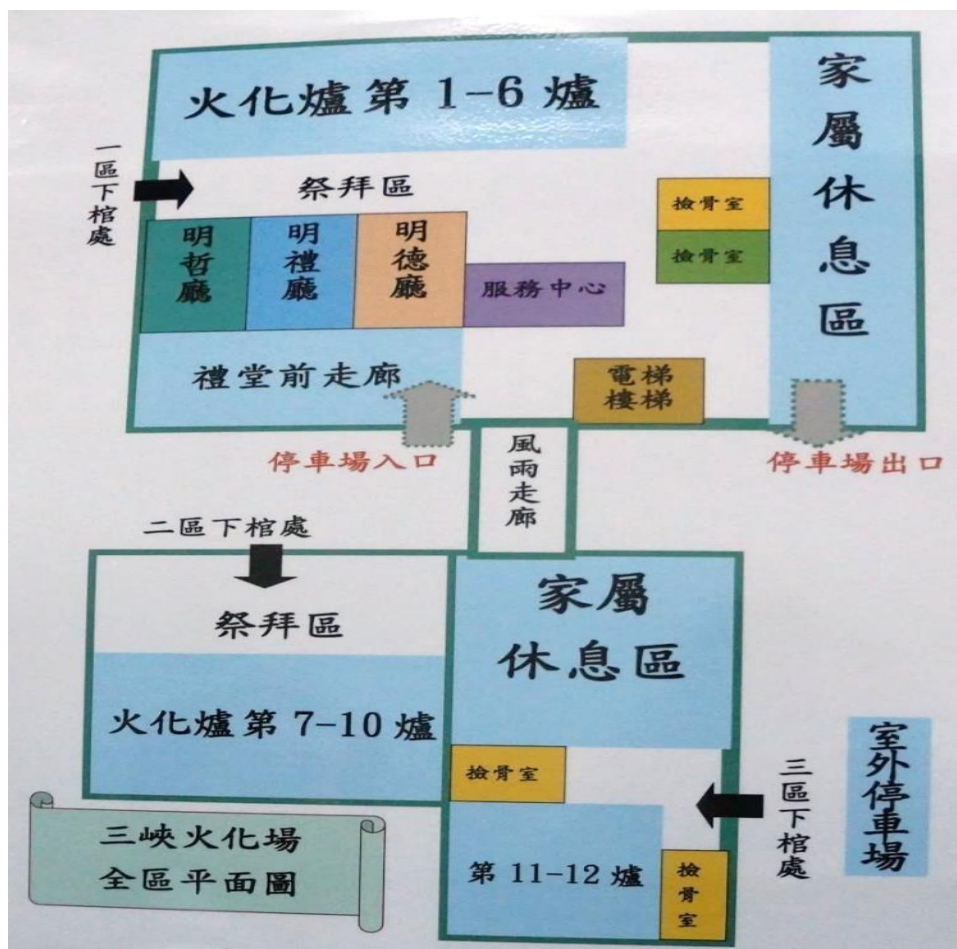 火化爐第 1-6 爐
家屬休息區
一區下棺處
祭拜區
撿骨室
撿骨室
明哲廳
明禮廳
明德廳
服務中心
禮堂前走廊
電梯
樓梯
停車場入口
風雨走廊
停車場出口
二區下棺處
祭拜區
家屬
休息區
火化爐第 7-10 爐
撿骨室
三區下棺處
室外停車場
第 11-12 爐
撿骨室
三峽火化場
全區平面圖